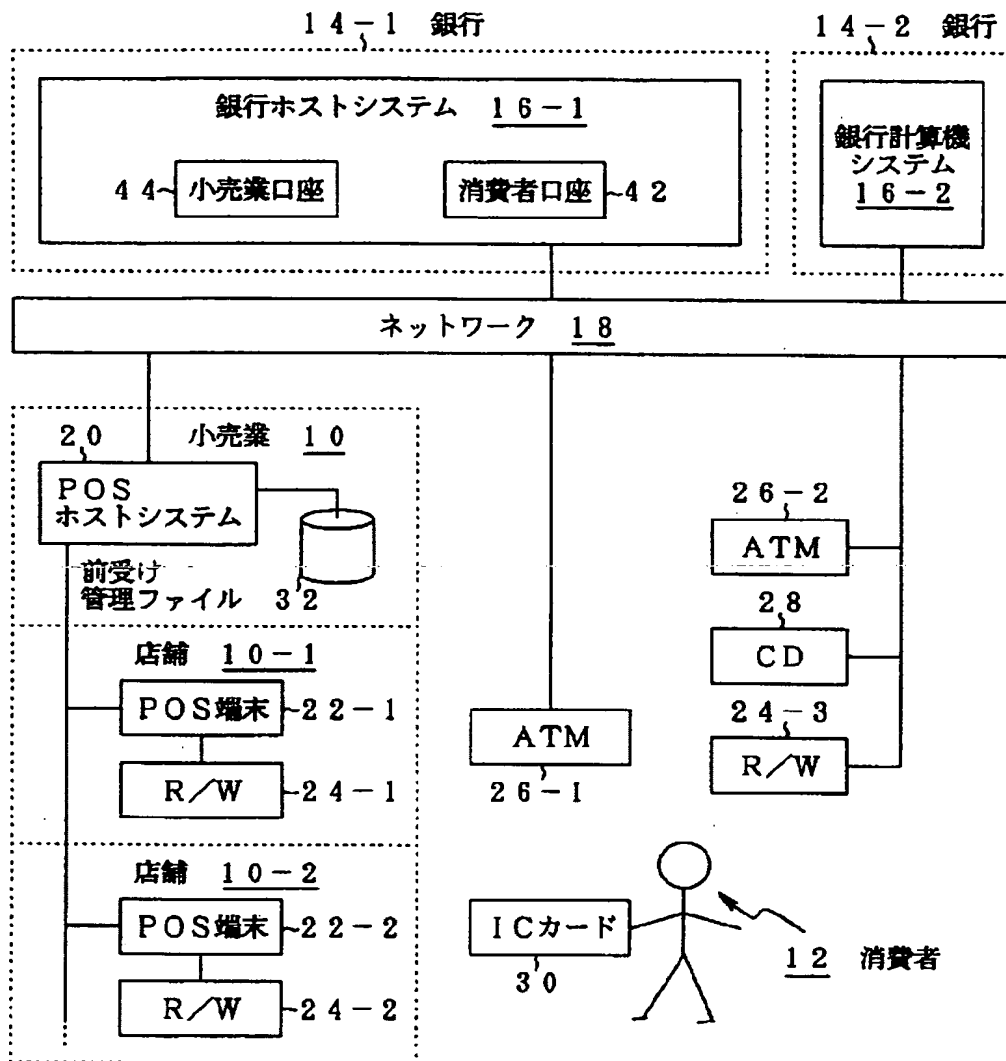 14-1 銀行
14-2 銀行
銀行ホストシステム 16-1
44 小売業口座
消費者口座 42
銀行計算機
システム
16-2
ネットワーク 18
20
小売業 10
POS
ホストシステム
前受け
管理ファイル 32
店舗 10-1
POS端末 22-1
R/W 24-1
店舗 10-2
POS端末 22-2
R/W 24-2
ATM
26-1
26-2
ATM
28
CD
24-3
R/W
ICカード
30
12 消費者